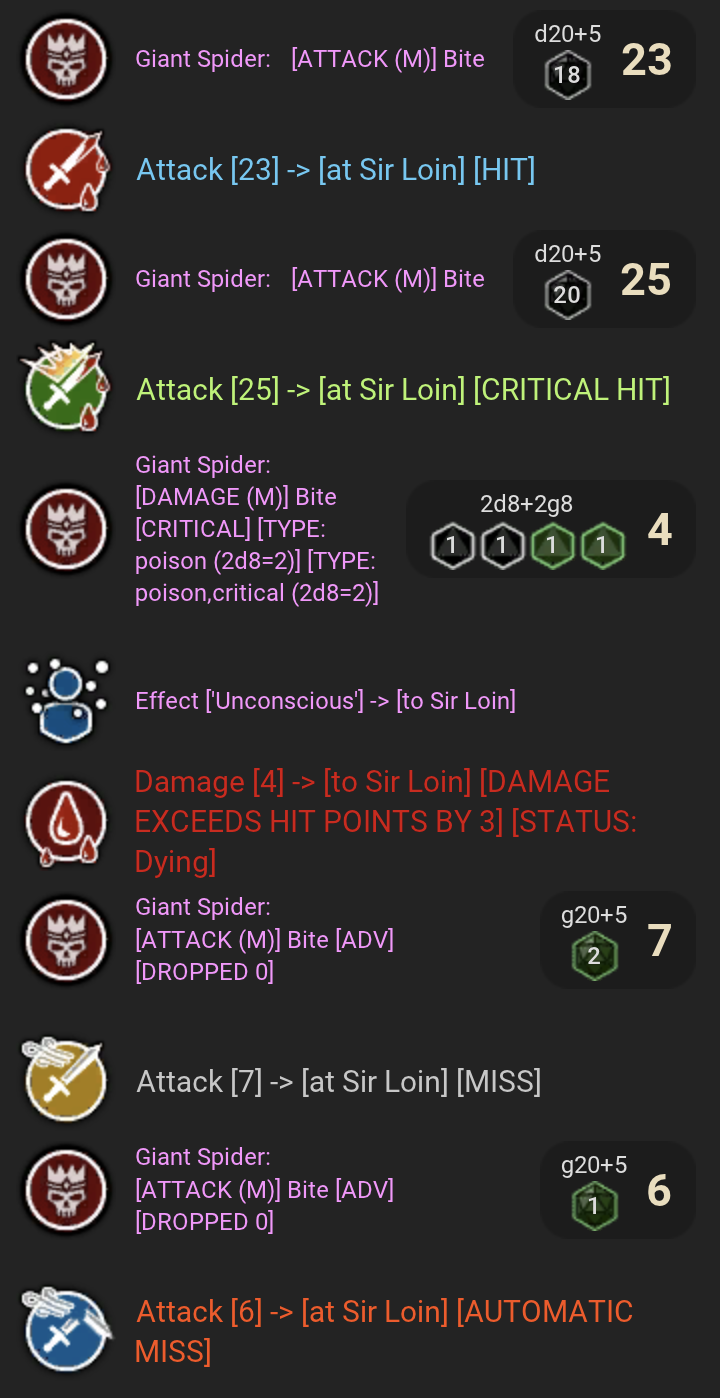 Giant Spider: [ATTACK (M)] Bite
d20+5
18
23
Attack [23] -> [at Sir Loin] [HIT]
Giant Spider: [ATTACK (M)] Bite
d20+5
20
25
Attack [25] -> [at Sir Loin] [CRITICAL HIT]
Giant Spider:
[DAMAGE (M)] Bite
[CRITICAL] [TYPE:
poison (2d8=2)] [TYPE:
poison,critical (2d8=2)]
2d8+2g8
1 1 1 1
4
Effect ['Unconscious'] -> [to Sir Loin]
Damage [4] -> [to Sir Loin] [DAMAGE
EXCEEDS HIT POINTS BY 3] [STATUS:
Dying]
Giant Spider:
[ATTACK (M)] Bite [ADV]
[DROPPED 0]
g20+5
2
7
Attack [7] -> [at Sir Loin] [MISS]
Giant Spider:
[ATTACK (M)] Bite [ADV]
[DROPPED 0]
g20+5
1
6
Attack [6] -> [at Sir Loin] [AUTOMATIC
MISS]